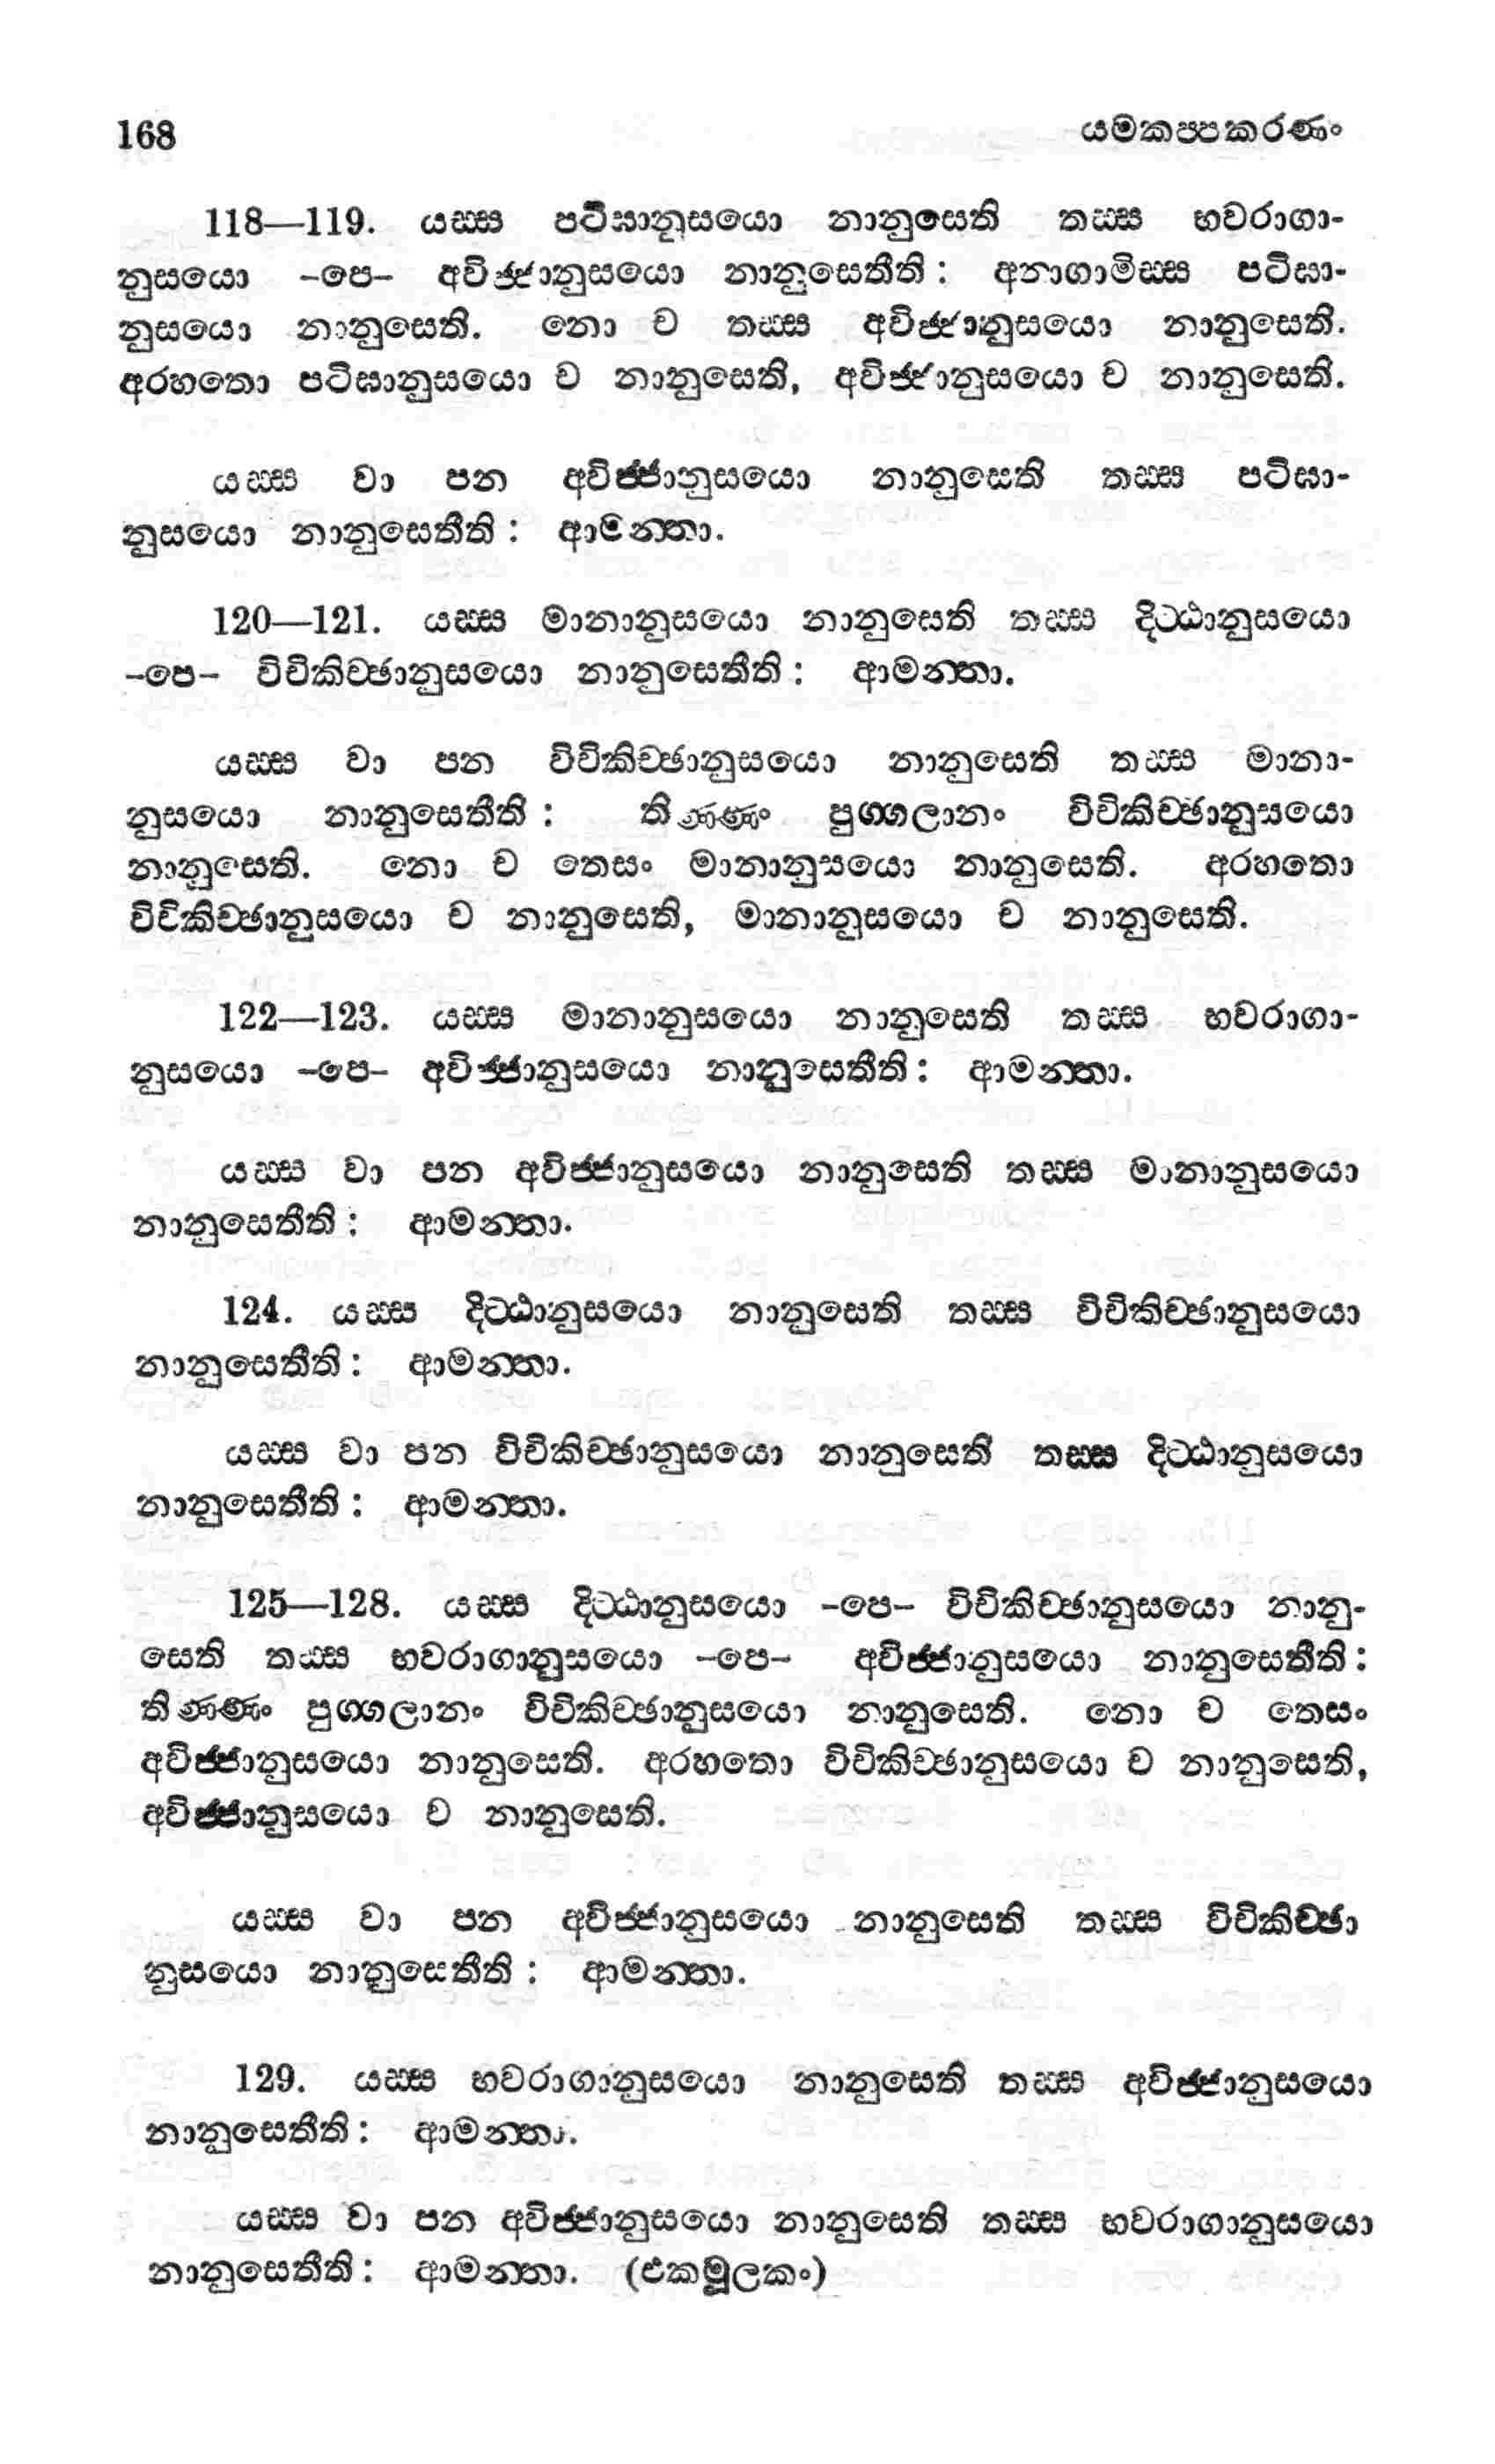 168 යමකප්පකරණං
118—119. යස්ස පටිඝානුසයො නානුසෙති තස්ස භවරාගා-
නුසයො -පෙ- අවිජ්ජානුසයො නානුසෙතීති: අනාගාමිස්ස පටිඝා-
නුසයො නානුසෙති. නො ච තස්ස අවිජ්ජානුසයො නානුසෙති.
අරහතො පටිඝානුසයො ච නානුසෙති, අවිජ්ජානුසයො ච නානුසෙති.
යස්ස වා පන අවිජ්ජානුසයො නානුසෙති තස්ස පටිඝා-
නුසයො නානුසෙතීති: ආමන්තා.
120—121. යස්ස මානානුසයො නානුසෙති තස්ස දිට්ඨානුසයො
-පෙ- විචිකිච්ඡානුසයො නානුසෙතීති: ආමන්තා.
යස්ස වා පන විචිකිච්ඡානුසයො නානුසෙති තස්ස මානා-
නුසයො නානුසෙතීති: තිණ්ණං පුග්ගලානං විචිකිච්ඡානුසයො
නානුසෙති. නො ච තෙසං මානානුසයො නානුසෙති. අරහතො
විචිකිච්ඡානුසයො ච නානුසෙති, මානානුසයො ච නානුසෙති.
122—123. යස්ස මානානුසයො නානුසෙති තස්ස භවරාගා-
නුසයො -පෙ- අවිජ්ජානුසයො නානුසෙතීති: ආමන්තා.
යස්ස වා පන අවිජ්ජානුසයො නානුසෙති තස්ස මානානුසයො
නානුසෙතීති: ආමන්තා.
124. යස්ස දිට්ඨානුසයො නානුසෙති තස්ස විචිකිච්ඡානුසයො
නානුසෙතීති: ආමන්තා.
යස්ස වා පන විචිකිච්ඡානුසයො නානුසෙති තස්ස දිට්ඨානුසයො
නානුසෙතීති: ආමන්තා.
125—128. යස්ස දිට්ඨානුසයො -පෙ- විචිකිච්ඡානුසයො නානු-
සෙති තස්ස භවරාගානුසයො -පෙ- අවිජ්ජානුසයො නානුසෙතීති:
තිණ්ණං පුග්ගලානං විචිකිච්ඡානුසයො නානුසෙති. නො ච තෙසං
අවිජ්ජානුසයො නානුසෙති. අරහතො විචිකිච්ඡානුසයො ච නානුසෙති,
අවිජ්ජානුසයො ච නානුසෙති.
යස්ස වා පන අවිජ්ජානුසයො නානුසෙති තස්ස විචිකිච්ඡා
නුසයො නානුසෙතීති: ආමන්තා.
129. යස්ස භවරාගානුසයො නානුසෙති තස්ස අවිජ්ජානුසයො
නානුසෙතීති: ආමන්තා.
යස්ස වා පන අවිජ්ජානුසයො නානුසෙති තස්ස භවරාගානුසයො
නානුසෙතීති: ආමන්තා. (එකමූලකං)